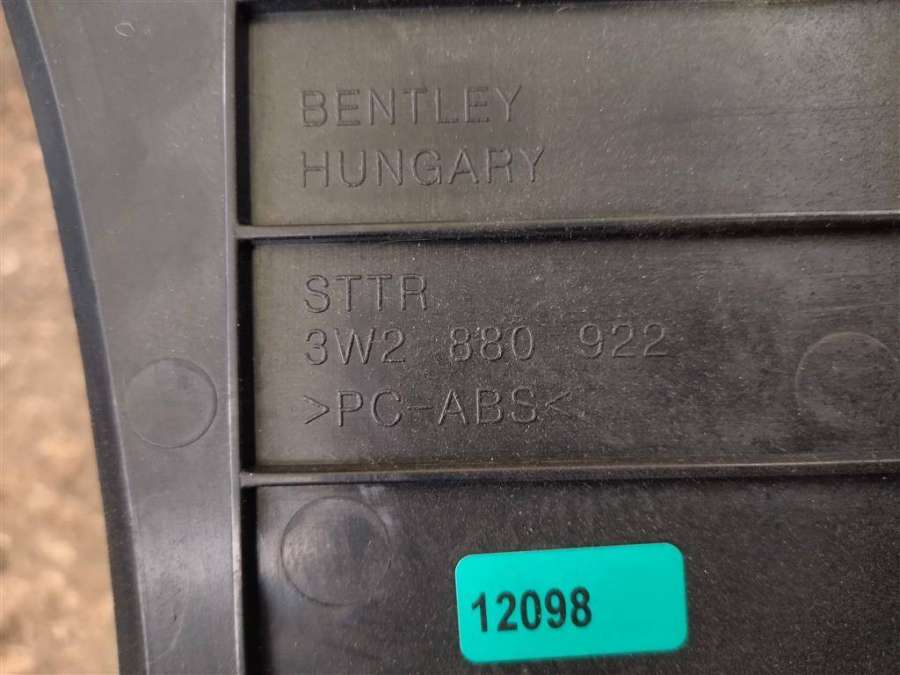 BENTLEY
HUNGARY
STTR
3W2 880 922
>PC-ABS<
12098